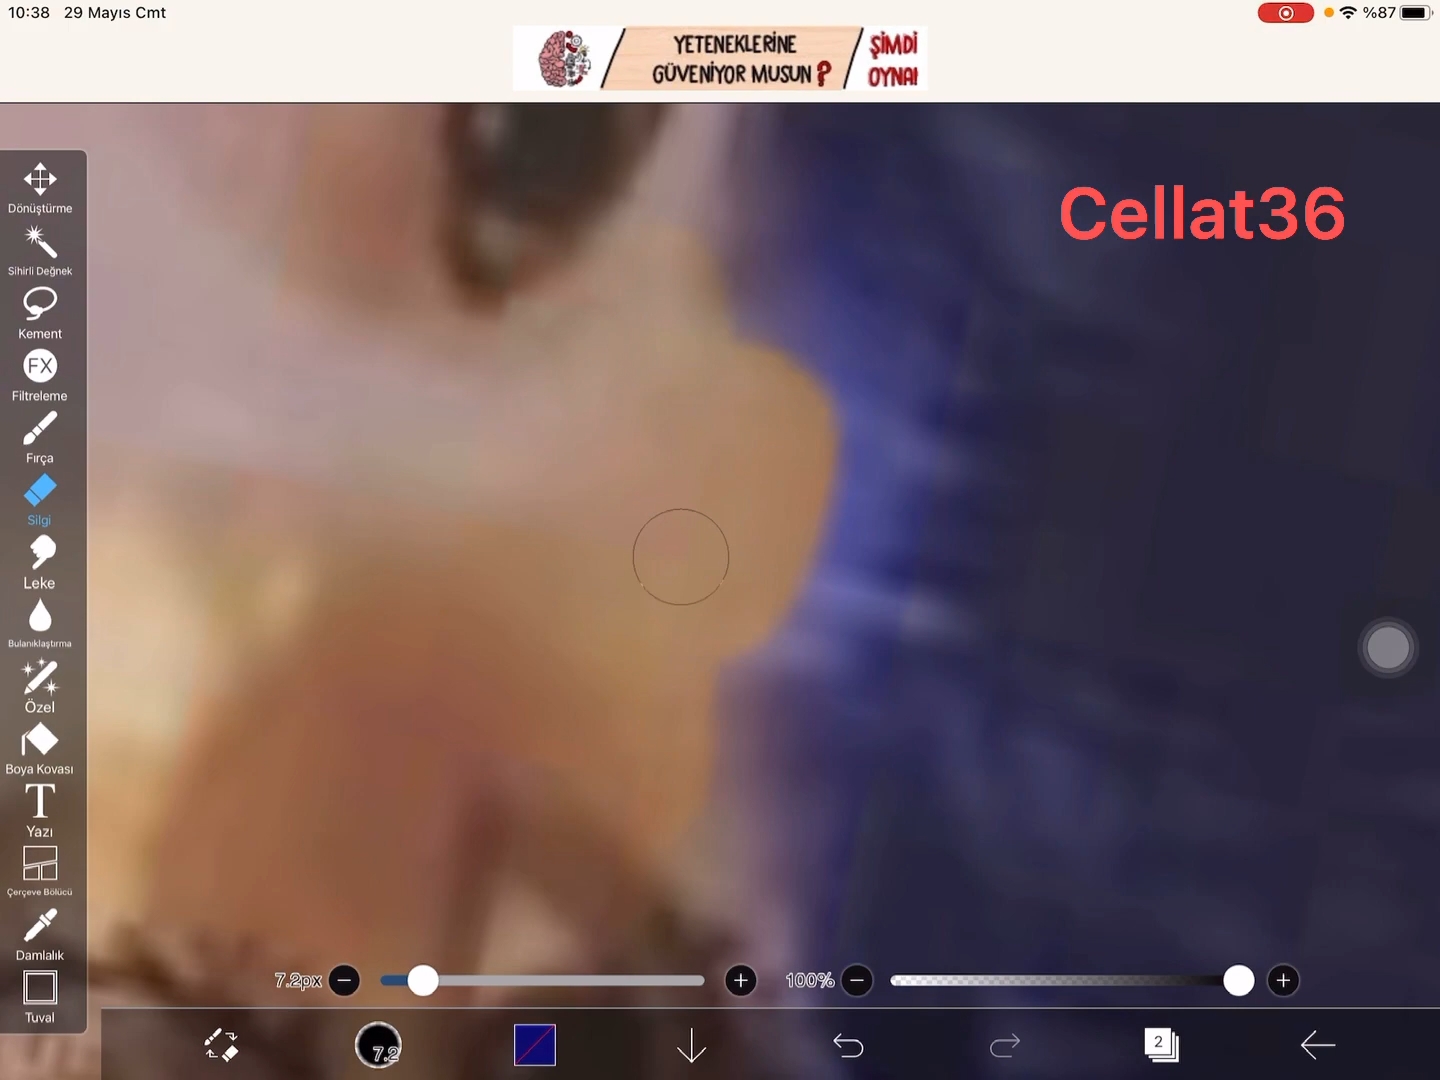 10:38 29 Mayıs Cmt
%87
YETENEKLERİNE
GÜVENİYOR MUSUN?
ŞİMDİ
OYNA!
Cellat36
Dönüştürme
Sihirli Değnek
Kement
FX
Filtreleme
Fırça
Silgi
Leke
Bulanıklaştırma
Özel
Boya Kovası
T
Yazı
Çerçeve Bölücü
Damlalık
Tuval
7.2px
100%
7.2
2